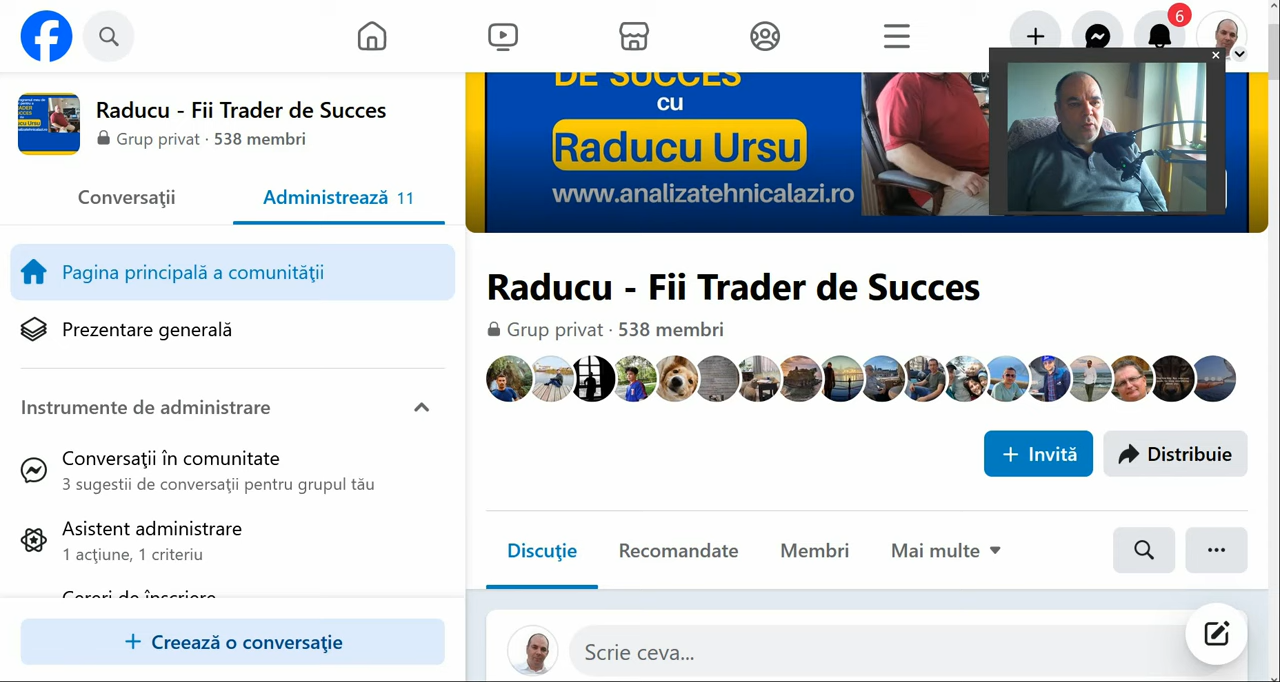 6
Raducu - Fii Trader de Succes
Grup privat · 538 membri
Conversații
Administrează 11
Pagina principală a comunității
Prezentare generală
Instrumente de administrare
Conversații în comunitate
3 sugestii de conversații pentru grupul tău
Asistent administrare
1 acțiune, 1 criteriu
Cereri de înscriere
+ Creează o conversație
DE SUCCES
cu
Raducu Ursu
www.analizatehnicalazi.ro
Raducu - Fii Trader de Succes
Grup privat · 538 membri
+ Invită
Distribuie
Discuție
Recomandate
Membri
Mai multe
Scrie ceva...